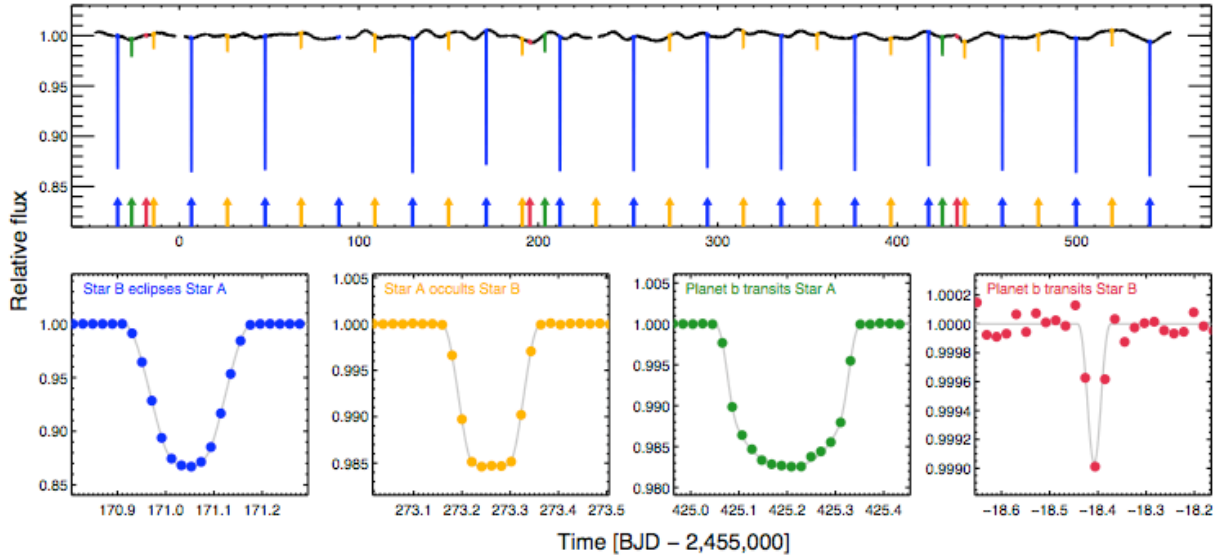 Relative flux
1.00
0.95
0.90
0.85
0 100 200 300 400 500
Star B eclipses Star A
1.00
0.95
0.90
0.85
170.9 171.0 171.1 171.2
Star A occults Star B
1.005
1.000
0.995
0.990
0.985
273.1 273.2 273.3 273.4 273.5
Planet b transits Star A
1.005
1.000
0.995
0.990
0.985
0.980
425.0 425.1 425.2 425.3 425.4
Planet b transits Star B
1.0002
1.0000
0.9998
0.9996
0.9994
0.9992
0.9990
−18.6 −18.5 −18.4 −18.3 −18.2
Time [BJD − 2,455,000]